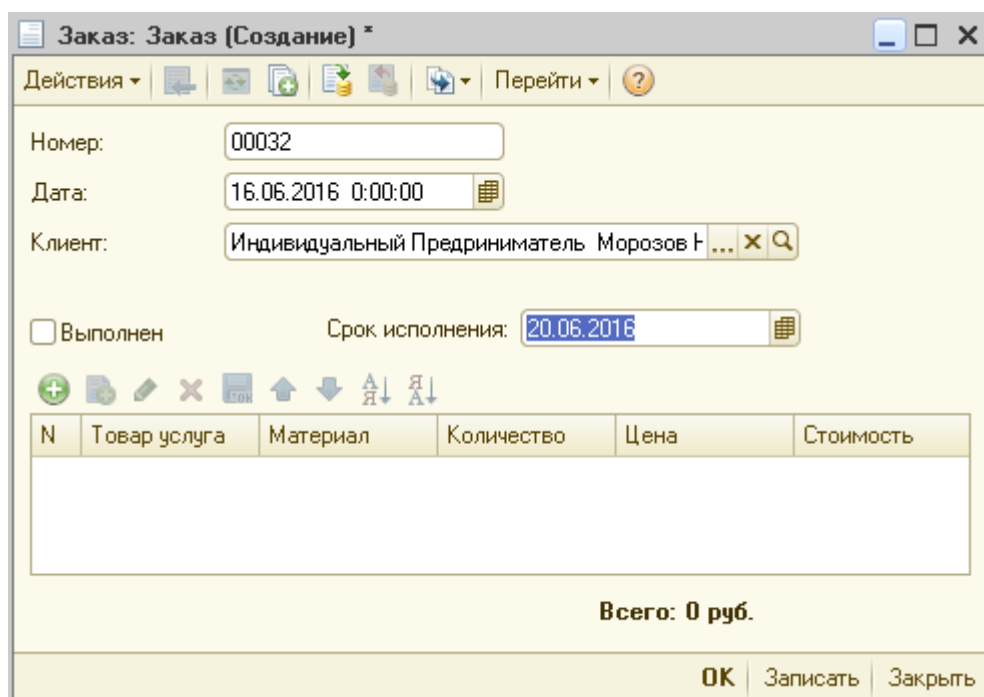 Заказ: Заказ (Создание) *
Действия Перейти
Номер: 00032
Дата: 16.06.2016 0:00:00
Клиент: Индивидуальный Предприниматель Морозов Н ...
Выполнен Срок исполнения: 20.06.2016
N Товар услуга Материал Количество Цена Стоимость
Всего: 0 руб.
OK Записать Закрыть